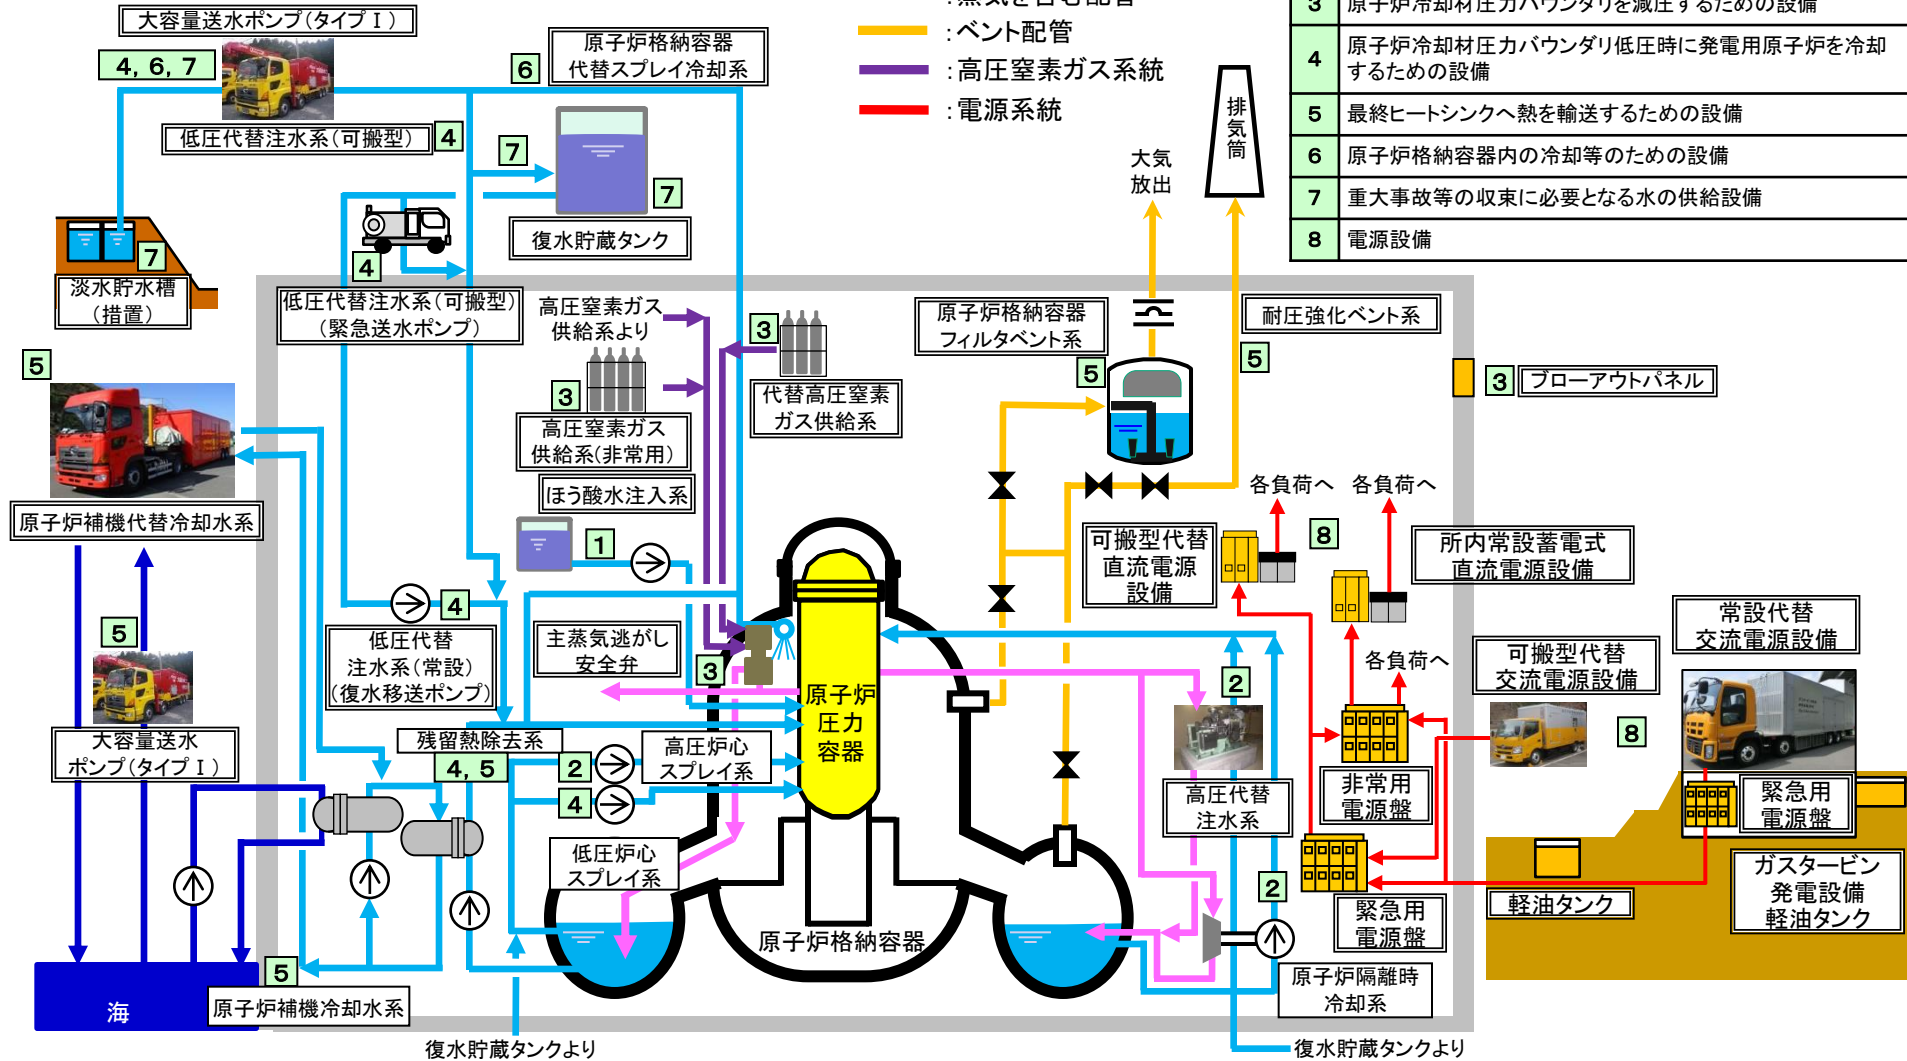 大容量送水ポンプ(タイプⅠ)
4, 6, 7
低圧代替注水系(可搬型)
4
6
原子炉格納容器
代替スプレイ冷却系
7
7
復水貯蔵タンク
:ベント配管
:高圧窒素ガス系統
:電源系統
排気筒
大気
放出
3 原子炉冷却材圧力バウンダリを減圧するための設備
4 原子炉冷却材圧力バウンダリ低圧時に発電用原子炉を冷却
するための設備
5 最終ヒートシンクへ熱を輸送するための設備
6 原子炉格納容器内の冷却等のための設備
7 重大事故等の収束に必要となる水の供給設備
8 電源設備
7
淡水貯水槽
(措置)
4
低圧代替注水系(可搬型)
(緊急送水ポンプ)
高圧窒素ガス
供給系より
3
代替高圧窒素
ガス供給系
3
高圧窒素ガス
供給系(非常用)
ほう酸水注入系
1
原子炉格納容器
フィルタベント系
5
耐圧強化ベント系
5
3
ブローアウトパネル
5
原子炉補機代替冷却水系
5
大容量送水
ポンプ(タイプⅠ)
4
低圧代替
注水系(常設)
(復水移送ポンプ)
主蒸気逃がし
安全弁
3
原子炉
圧力
容器
残留熱除去系
4, 5
2
高圧炉心
スプレイ系
4
低圧炉心
スプレイ系
原子炉格納容器
各負荷へ
各負荷へ
8
可搬型代替
直流電源
設備
所内常設蓄電式
直流電源設備
各負荷へ
常設代替
交流電源設備
可搬型代替
交流電源設備
8
2
高圧代替
注水系
非常用
電源盤
緊急用
電源盤
2
緊急用
電源盤
軽油タンク
ガスタービン
発電設備
軽油タンク
原子炉隔離時
冷却系
海
5
原子炉補機冷却水系
復水貯蔵タンクより
復水貯蔵タンクより